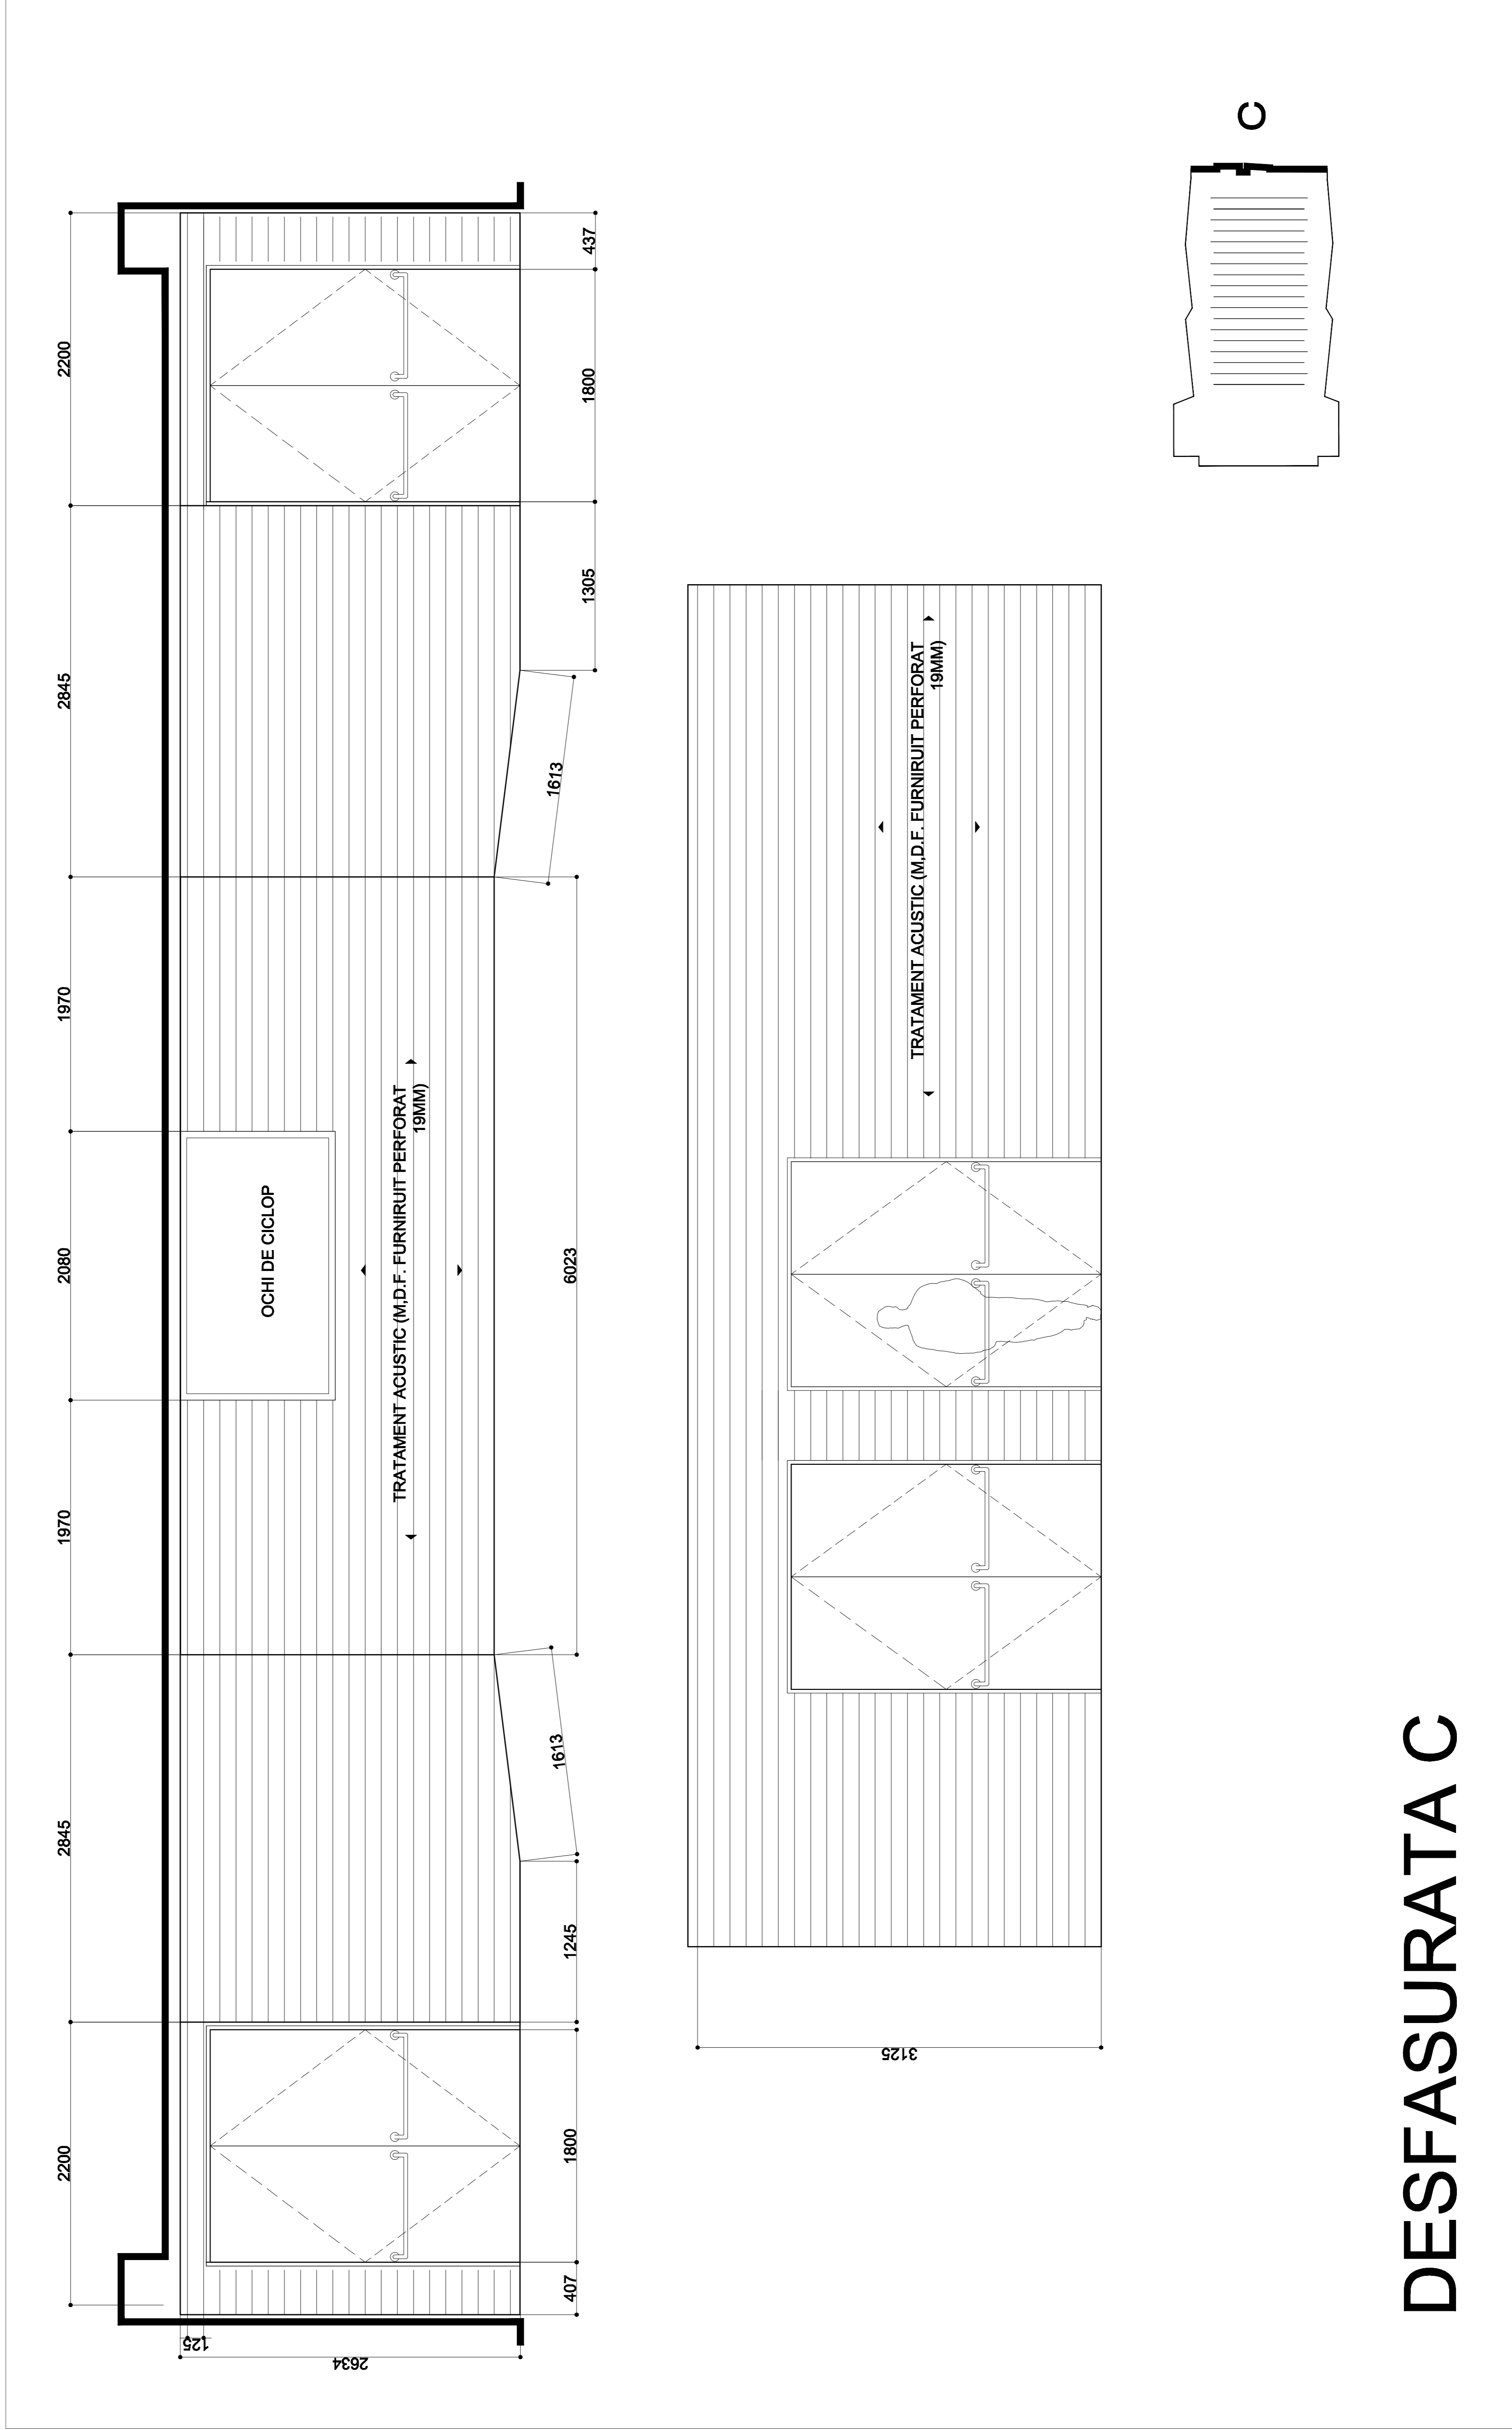 2200
2845
1970
2080
1970
2845
2200
OCHI DE CICLOP
TRATAMENT ACUSTIC (M,D.F. FURNIRUIT PERFORAT
19MM)
407
1800
1245
1613
6023
1613
1305
1800
437
125
2634
TRATAMENT ACUSTIC (M,D.F. FURNIRUIT PERFORAT
19MM)
3125
C
DESFASURATA C